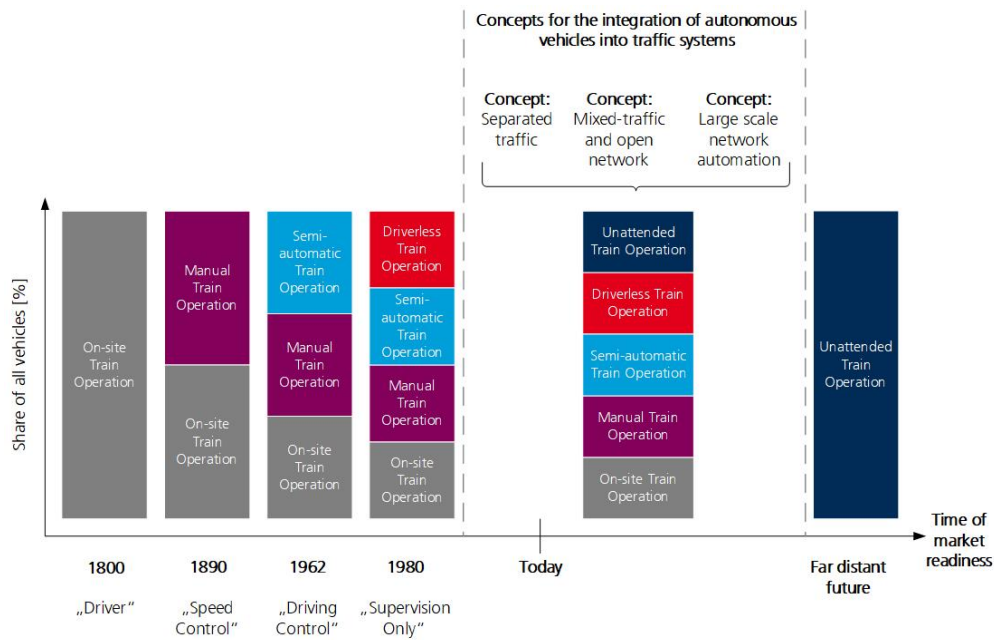 Concepts for the integration of autonomous
vehicles into traffic systems
Concept:
Separated
traffic
Concept:
Mixed-traffic
and open
network
Concept:
Large scale
network
automation
Share of all vehicles [%]
On-site
Train
Operation
Manual
Train
Operation
On-site
Train
Operation
Semi-
automatic
Train
Operation
Manual
Train
Operation
On-site
Train
Operation
Driverless
Train
Operation
Semi-
automatic
Train
Operation
Manual
Train
Operation
On-site
Train
Operation
Unattended
Train Operation
Driverless Train
Operation
Semi-automatic
Train Operation
Manual Train
Operation
On-site Train
Operation
Unattended
Train
Operation
Time of
market
readiness
1800
1890
1962
1980
Today
Far distant
future
„Driver“
„Speed
Control“
„Driving
Control“
„Supervision
Only“